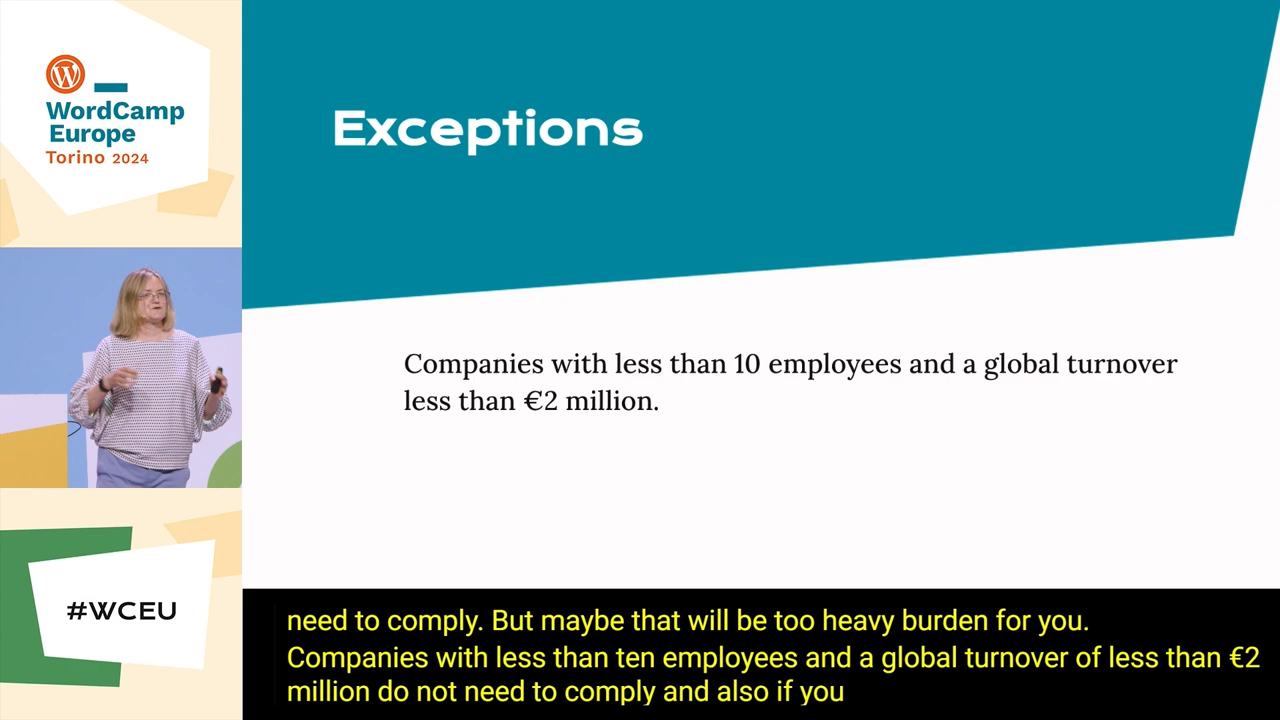 WordCamp
Europe
Torino 2024
Exceptions
Companies with less than 10 employees and a global turnover
less than €2 million.
#WCEU
need to comply. But maybe that will be too heavy burden for you.
Companies with less than ten employees and a global turnover of less than €2
million do not need to comply and also if you